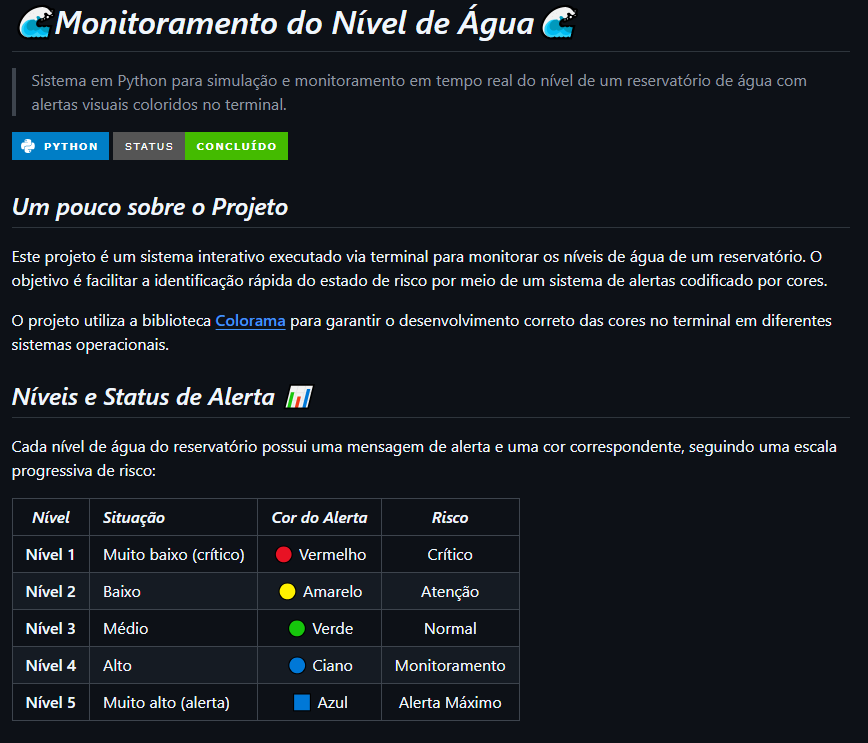 🌊Monitoramento do Nível de Água 🌊
Sistema em Python para simulação e monitoramento em tempo real do nível de um reservatório de água com
alertas visuais coloridos no terminal.
PYTHON STATUS CONCLUÍDO
Um pouco sobre o Projeto
Este projeto é um sistema interativo executado via terminal para monitorar os níveis de água de um reservatório. O
objetivo é facilitar a identificação rápida do estado de risco por meio de um sistema de alertas codificado por cores.
O projeto utiliza a biblioteca Colorama para garantir o desenvolvimento correto das cores no terminal em diferentes
sistemas operacionais.
Níveis e Status de Alerta 📊
Cada nível de água do reservatório possui uma mensagem de alerta e uma cor correspondente, seguindo uma escala
progressiva de risco:
Nível Situação Cor do Alerta Risco
Nível 1 Muito baixo (crítico) 🔴 Vermelho Crítico
Nível 2 Baixo 🟡 Amarelo Atenção
Nível 3 Médio 🟢 Verde Normal
Nível 4 Alto 🔵 Ciano Monitoramento
Nível 5 Muito alto (alerta) 🟦 Azul Alerta Máximo